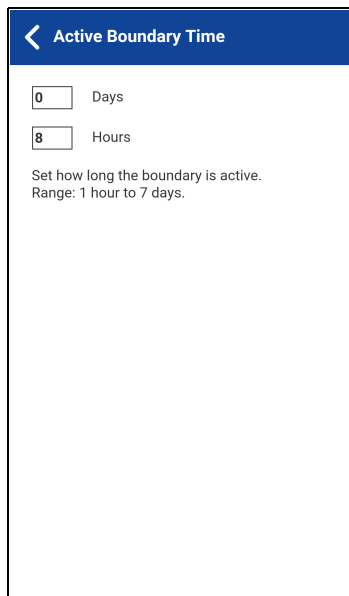 Active Boundary Time
0 Days
8 Hours
Set how long the boundary is active.
Range: 1 hour to 7 days.